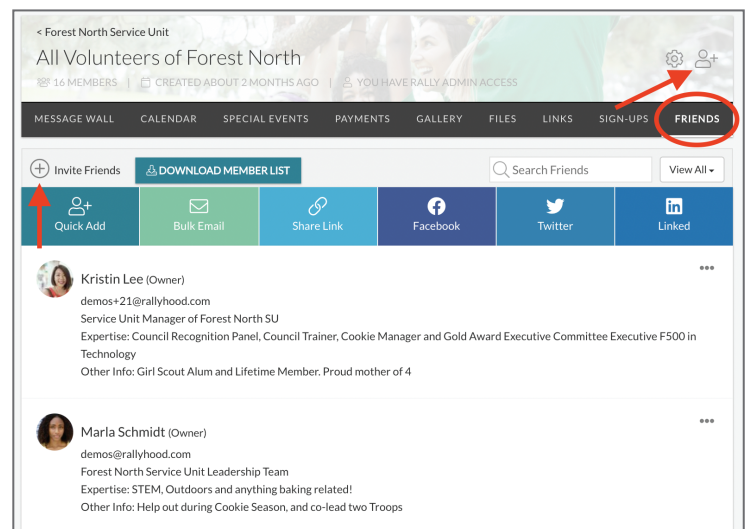 < Forest North Service Unit
All Volunteers of Forest North
16 MEMBERS | CREATED ABOUT 2 MONTHS AGO | YOU HAVE RALLY ADMIN ACCESS
MESSAGE WALL CALENDAR SPECIAL EVENTS PAYMENTS GALLERY FILES LINKS SIGN-UPS FRIENDS
Invite Friends DOWNLOAD MEMBER LIST Search Friends View All
Quick Add Bulk Email Share Link Facebook Twitter Linked
Kristin Lee (Owner)
demos+21@rallyhood.com
Service Unit Manager of Forest North SU
Expertise: Council Recognition Panel, Council Trainer, Cookie Manager and Gold Award Executive Committee Executive F500 in
Technology
Other Info: Girl Scout Alum and Lifetime Member. Proud mother of 4
Marla Schmidt (Owner)
demos@rallyhood.com
Forest North Service Unit Leadership Team
Expertise: STEM, Outdoors and anything baking related!
Other Info: Help out during Cookie Season, and co-lead two Troops